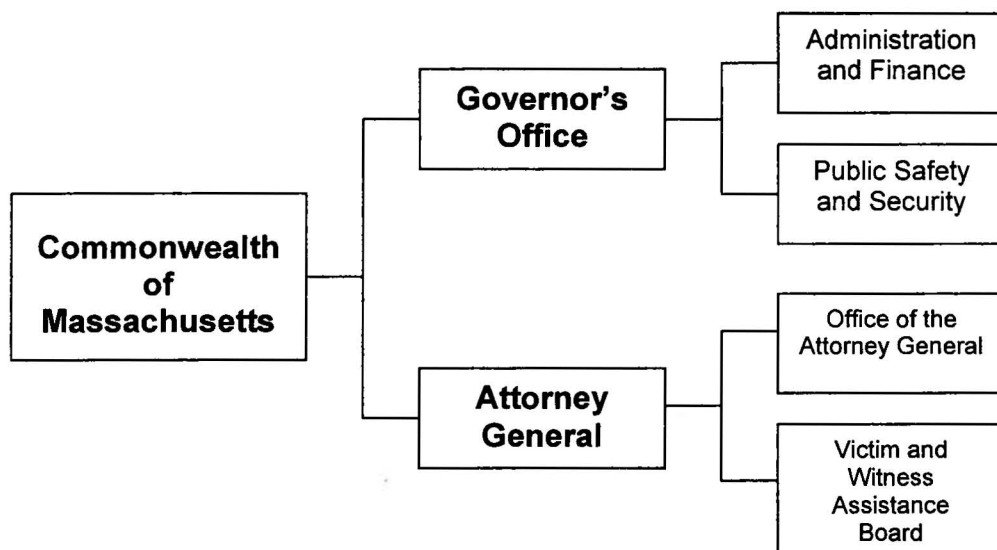 Administration
and Finance
Governor's
Office
Public Safety
and Security
Commonwealth
of
Massachusetts
Office of the
Attorney General
Attorney
General
Victim and
Witness
Assistance
Board